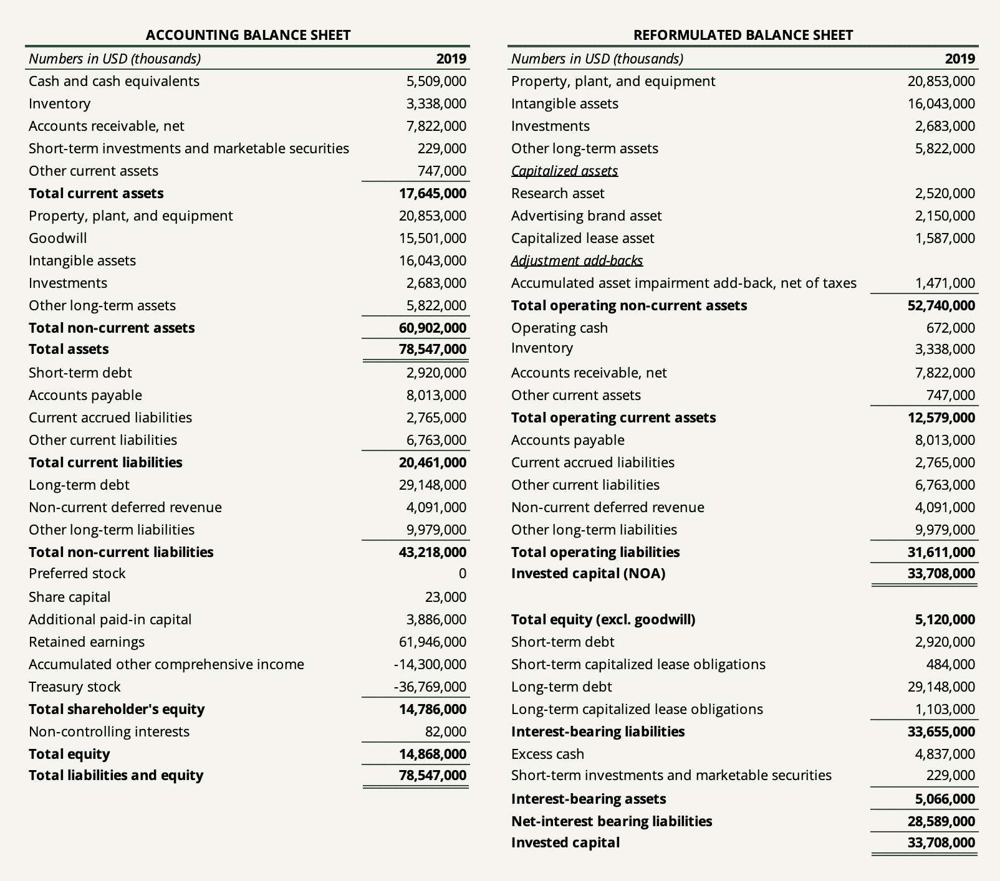 ACCOUNTING BALANCE SHEET
Numbers in USD (thousands) 2019
Cash and cash equivalents 5,509,000
Inventory 3,338,000
Accounts receivable, net 7,822,000
Short-term investments and marketable securities 229,000
Other current assets 747,000
Total current assets 17,645,000
Property, plant, and equipment 20,853,000
Goodwill 15,501,000
Intangible assets 16,043,000
Investments 2,683,000
Other long-term assets 5,822,000
Total non-current assets 60,902,000
Total assets 78,547,000
Short-term debt 2,920,000
Accounts payable 8,013,000
Current accrued liabilities 2,765,000
Other current liabilities 6,763,000
Total current liabilities 20,461,000
Long-term debt 29,148,000
Non-current deferred revenue 4,091,000
Other long-term liabilities 9,979,000
Total non-current liabilities 43,218,000
Preferred stock 0
Share capital 23,000
Additional paid-in capital 3,886,000
Retained earnings 61,946,000
Accumulated other comprehensive income -14,300,000
Treasury stock -36,769,000
Total shareholder's equity 14,786,000
Non-controlling interests 82,000
Total equity 14,868,000
Total liabilities and equity 78,547,000
REFORMULATED BALANCE SHEET
Numbers in USD (thousands) 2019
Property, plant, and equipment 20,853,000
Intangible assets 16,043,000
Investments 2,683,000
Other long-term assets 5,822,000
Capitalized assets
Research asset 2,520,000
Advertising brand asset 2,150,000
Capitalized lease asset 1,587,000
Adjustment add-backs
Accumulated asset impairment add-back, net of taxes 1,471,000
Total operating non-current assets 52,740,000
Operating cash 672,000
Inventory 3,338,000
Accounts receivable, net 7,822,000
Other current assets 747,000
Total operating current assets 12,579,000
Accounts payable 8,013,000
Current accrued liabilities 2,765,000
Other current liabilities 6,763,000
Non-current deferred revenue 4,091,000
Other long-term liabilities 9,979,000
Total operating liabilities 31,611,000
Invested capital (NOA) 33,708,000
Total equity (excl. goodwill) 5,120,000
Short-term debt 2,920,000
Short-term capitalized lease obligations 484,000
Long-term debt 29,148,000
Long-term capitalized lease obligations 1,103,000
Interest-bearing liabilities 33,655,000
Excess cash 4,837,000
Short-term investments and marketable securities 229,000
Interest-bearing assets 5,066,000
Net-interest bearing liabilities 28,589,000
Invested capital 33,708,000